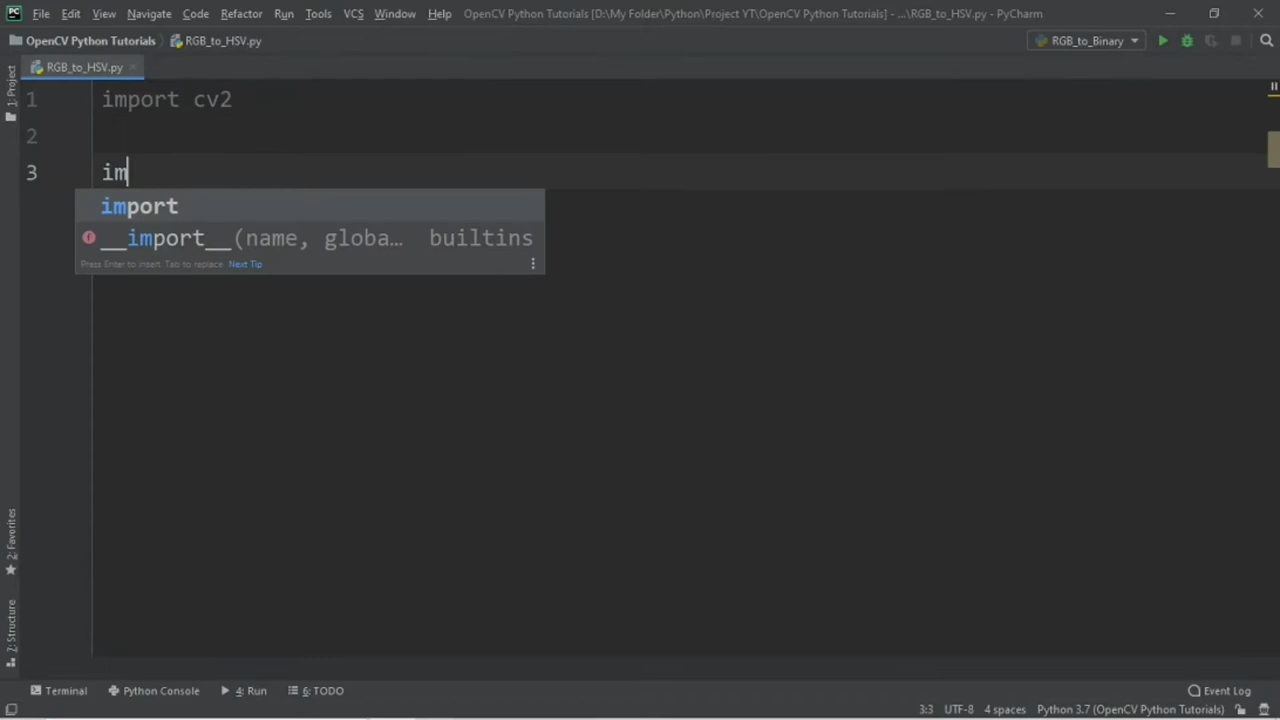 PC File Edit View Navigate Code Refactor Run Tools VCS Window Help OpenCV Python Tutorials [D:\My Folder\Python\Project YT\OpenCV Python Tutorials] - ...\RGB_to_HSV.py - PyCharm
OpenCV Python Tutorials RGB_to_HSV.py RGB_to_Binary
1: Project
RGB_to_HSV.py
1 import cv2
2
3 im
import
f __import__(name, globa... builtins
Press Enter to insert, Tab to replace Next Tip
2: Favorites
Z: Structure
Terminal Python Console 4: Run 6: TODO Event Log
3:3 UTF-8 4 spaces Python 3.7 (OpenCV Python Tutorials)